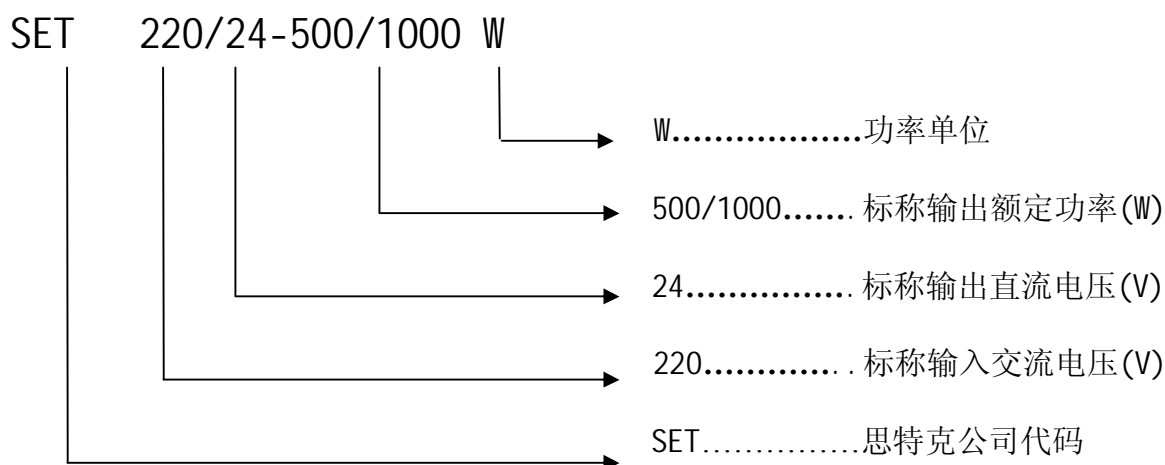 SET 220/24-500/1000 W
W..................功率单位
500/1000.......标称输出额定功率(W)
24................标称输出直流电压(V)
220..............标称输入交流电压(V)
SET...............思特克公司代码